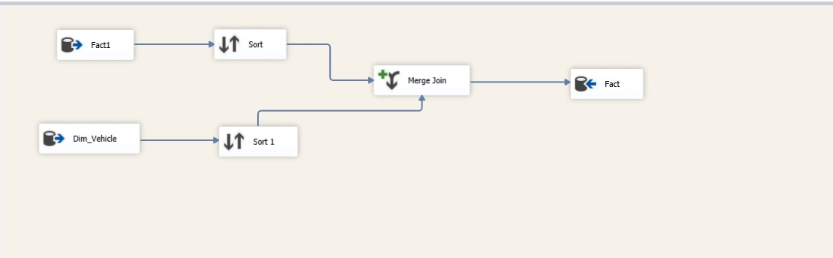 Fact1
Sort
Merge Join
Fact
Dim_Vehicle
Sort 1